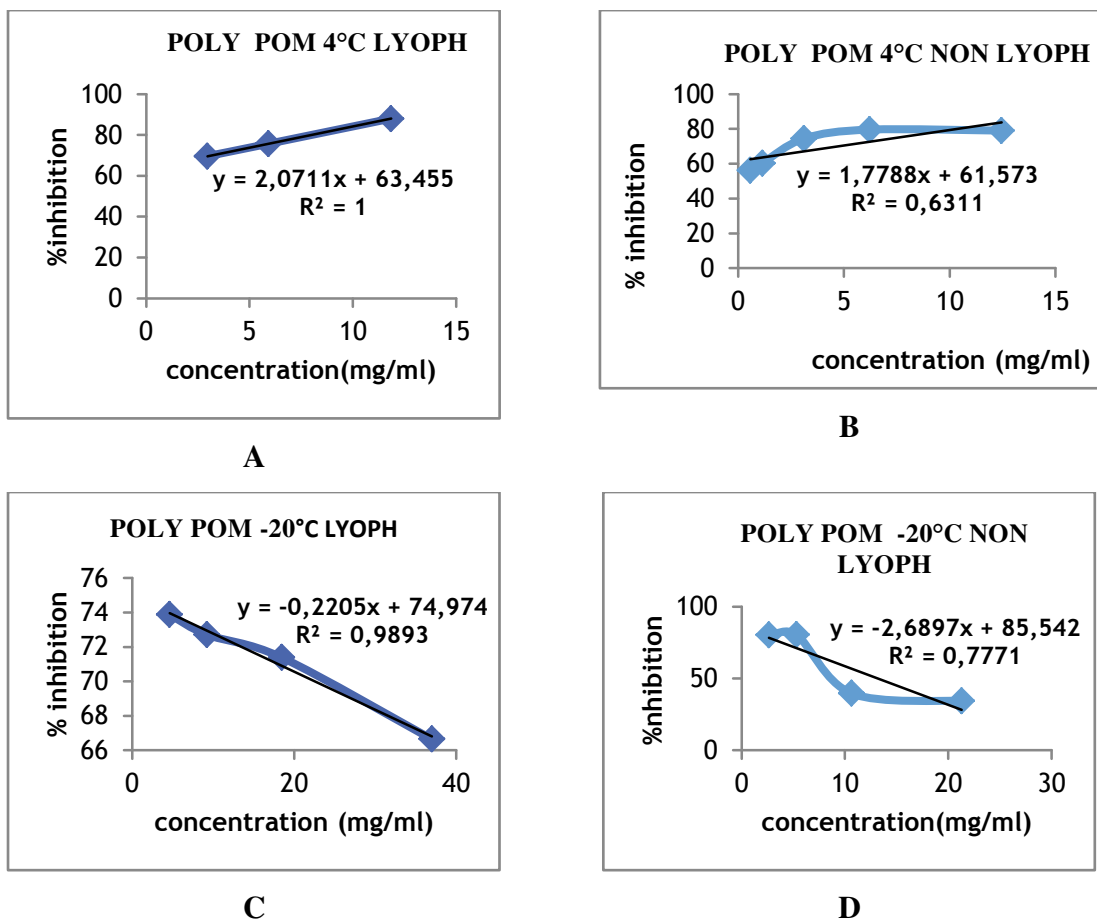 POLY POM 4°C LYOPH
100
80
60
40
20
0
%inhibition
y = 2,0711x + 63,455
R² = 1
0 5 10 15
concentration(mg/ml)
A
POLY POM 4°C NON LYOPH
100
80
60
40
20
0
% inhibition
y = 1,7788x + 61,573
R² = 0,6311
0 5 10 15
concentration (mg/ml)
B
POLY POM -20°C LYOPH
76
74
72
70
68
66
% inhibition
y = -0,2205x + 74,974
R² = 0,9893
0 20 40
concentration (mg/ml)
C
POLY POM -20°C NON
LYOPH
100
50
0
%nhibition
y = -2,6897x + 85,542
R² = 0,7771
0 10 20 30
concentration(mg/ml)
D